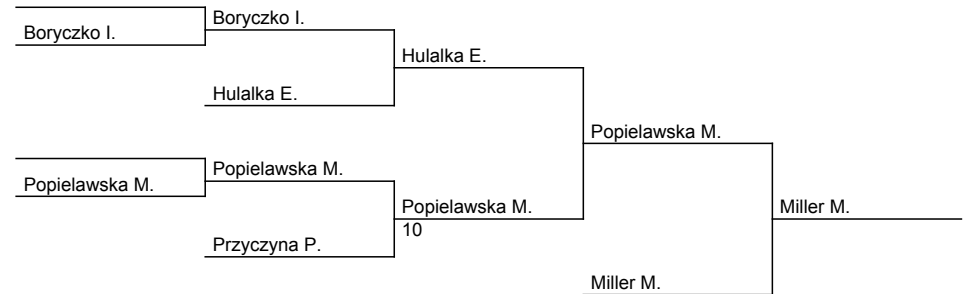 Boryczko I.
Boryczko I.
Hulalka E.
Hulalka E.
Popielawska M.
Popielawska M.
Popielawska M.
Popielawska M.
Miller M.
10
Przyczyna P.
Miller M.